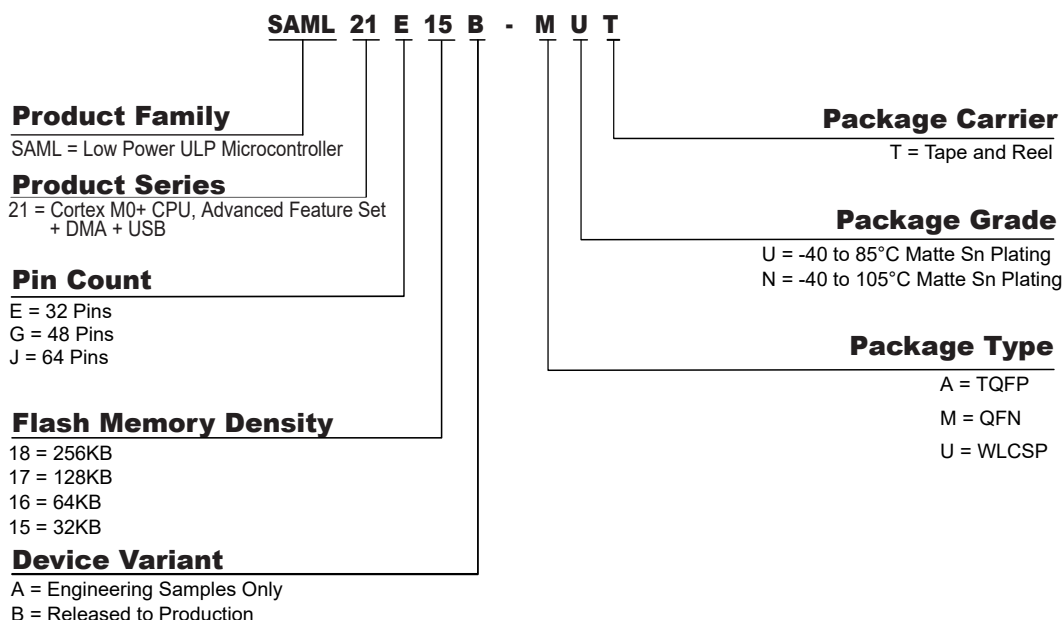 SAML 21 E 15 B - M U T
Product Family
SAML = Low Power ULP Microcontroller
Product Series
21 = Cortex M0+ CPU, Advanced Feature Set
+ DMA + USB
Pin Count
E = 32 Pins
G = 48 Pins
J = 64 Pins
Flash Memory Density
18 = 256KB
17 = 128KB
16 = 64KB
15 = 32KB
Device Variant
A = Engineering Samples Only
B = Released to Production
Package Carrier
T = Tape and Reel
Package Grade
U = -40 to 85°C Matte Sn Plating
N = -40 to 105°C Matte Sn Plating
Package Type
A = TQFP
M = QFN
U = WLCSP